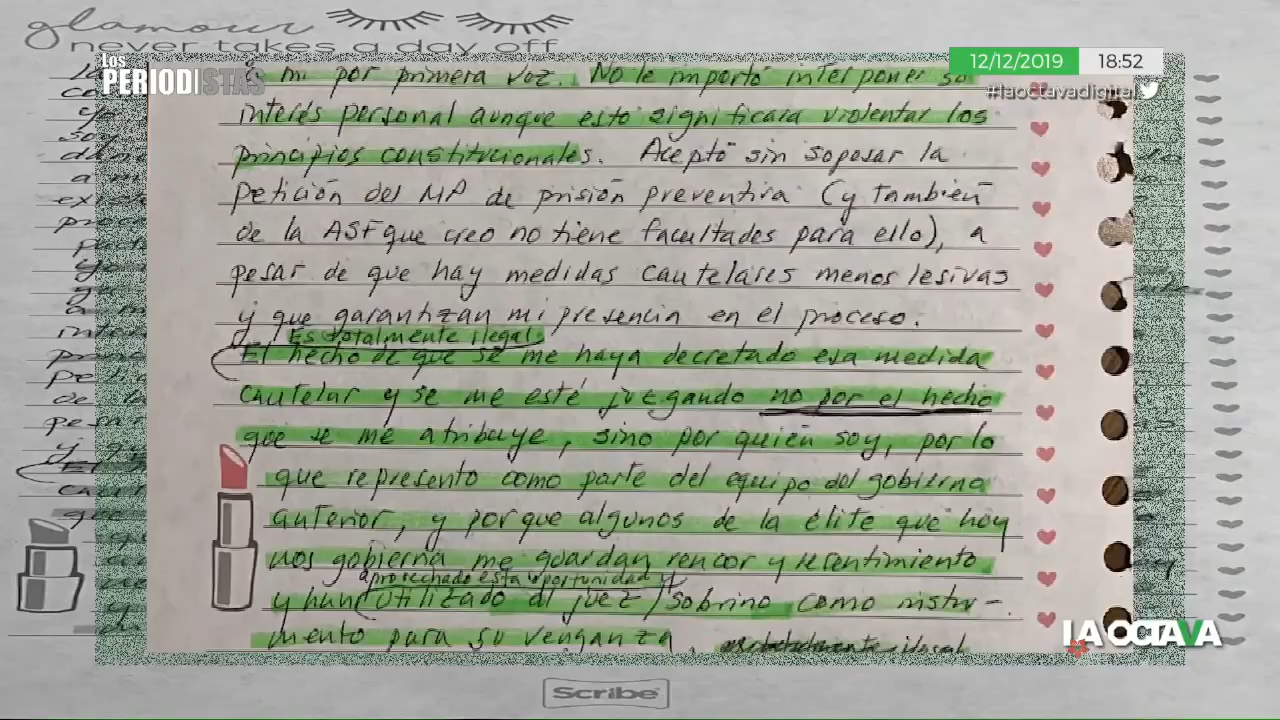 glamour
never takes a day off
Los
PERIODISTAS
12/12/2019 18:52
#laoctavadigital
mi por primera vez. No le importó interponer su
interés personal aunque esto significara violentar los
principios constitucionales. Aceptó sin sopesar la
petición del MP de prisión preventiva (y también
de la ASF que creo no tiene facultades para ello), a
pesar de que hay medidas cautelares menos lesivas
y que garantizan mi presencia en el proceso.
Es totalmente ilegal
El hecho de que se me haya decretado esa medida
cautelar y se me esté juzgando no por el hecho
que se me atribuye, sino por quién soy, por lo
que represento como parte del equipo del gobierno
anterior, y porque algunos de la élite que hoy
nos gobierna me guardan rencor y resentimiento
aprovechado esta oportunidad y
y han (utilizado al juez) sobrino como instru-
mento para su venganza.
LA OCTAVA
Scribe